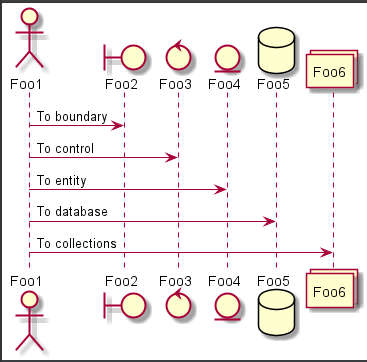 Foo1 Foo2 Foo3 Foo4 Foo5 Foo6
To boundary
To control
To entity
To database
To collections
Foo1 Foo2 Foo3 Foo4 Foo5 Foo6